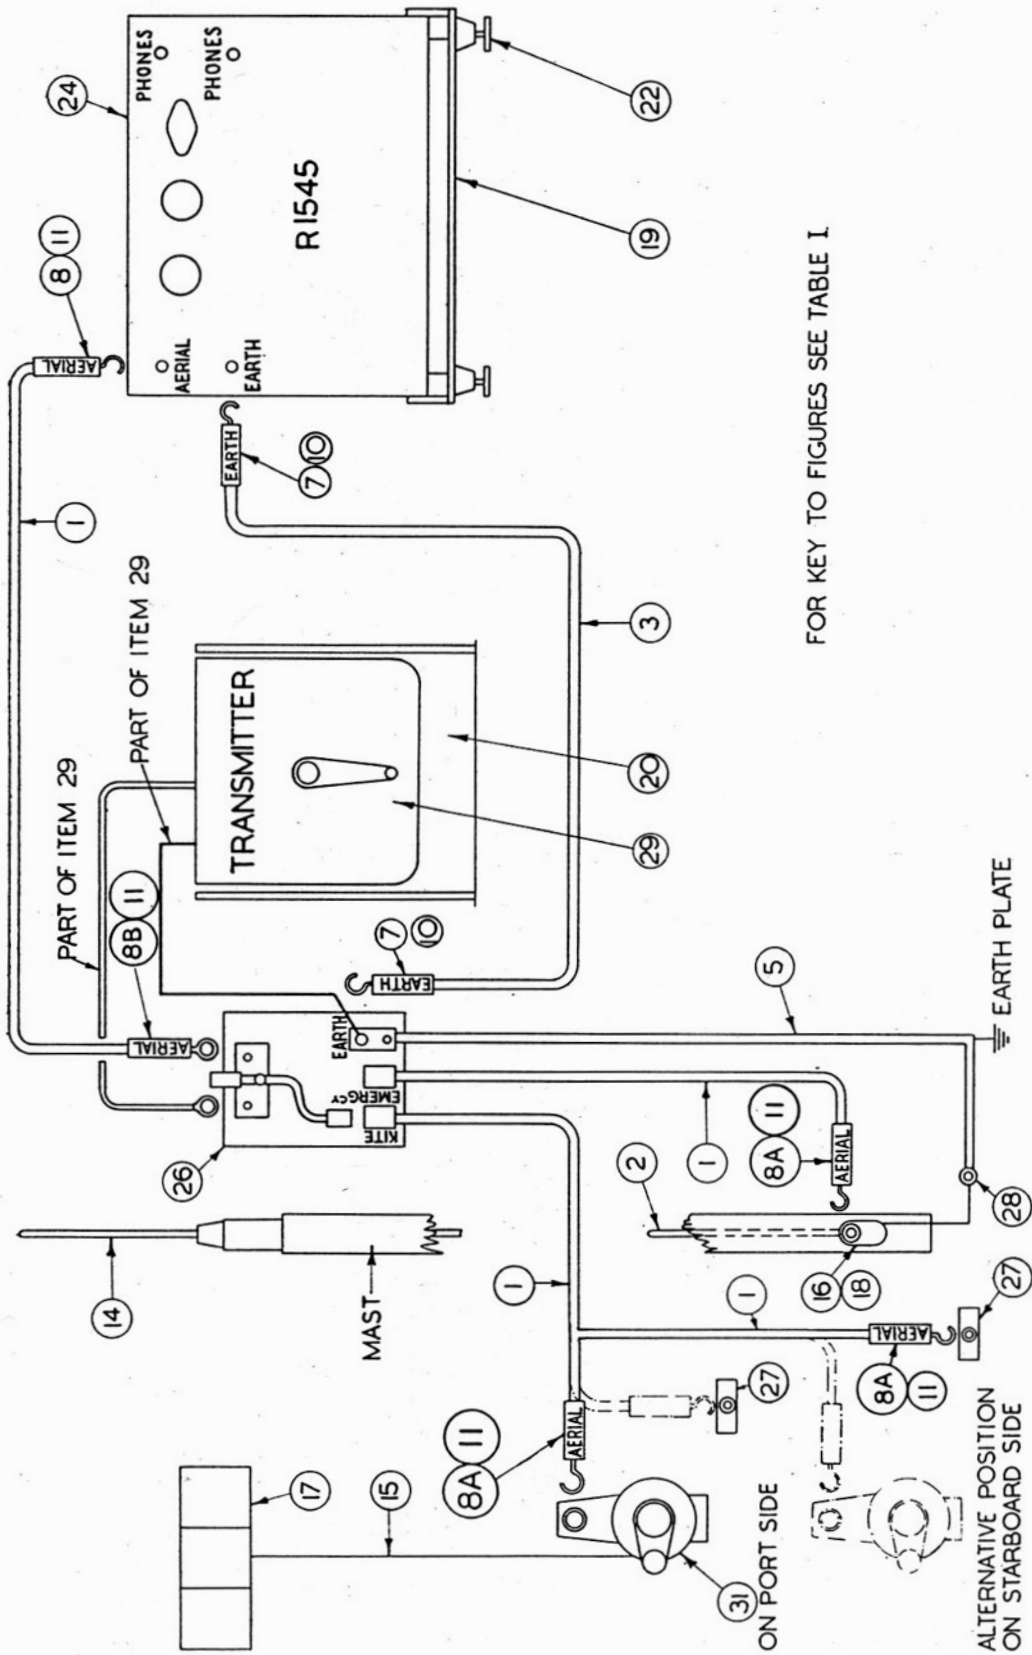 24
PHONES
PHONES
22
R1545
19
8
11
AERIAL
AERIAL
EARTH
EARTH
7
10
1
3
PART OF ITEM 29
PART OF ITEM 29
TRANSMITTER
20
29
8B
11
AERIAL
7
10
EARTH
EARTH
EMERGCY
KITE
26
5
EARTH PLATE
1
8A
11
AERIAL
2
28
16
18
14
MAST
1
1
27
AERIAL
8A
11
27
8A
11
AERIAL
17
15
31
ON PORT SIDE
ALTERNATIVE POSITION
ON STARBOARD SIDE
FOR KEY TO FIGURES SEE TABLE I.